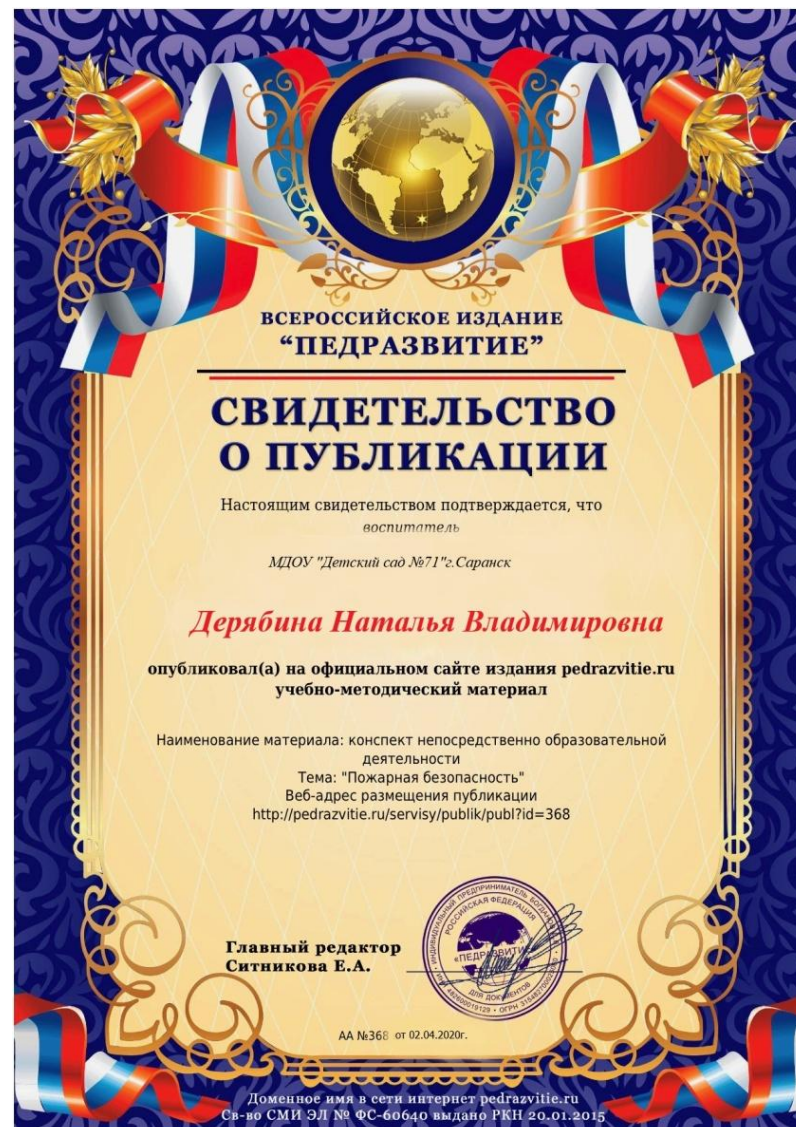 ВСЕРОССИЙСКОЕ ИЗДАНИЕ
“ПЕДРАЗВИТИЕ”
СВИДЕТЕЛЬСТВО
О ПУБЛИКАЦИИ
Настоящим свидетельством подтверждается, что
воспитатель
МДОУ "Детский сад №71"г.Саранск
Дерябина Наталья Владимировна
опубликовал(а) на официальном сайте издания pedrazvitie.ru
учебно-методический материал
Наименование материала: конспект непосредственно образовательной
деятельности
Тема: "Пожарная безопасность"
Веб-адрес размещения публикации
http://pedrazvitie.ru/servisy/publik/publ?id=368
Главный редактор
Ситникова Е.А.
ИНДИВИДУАЛЬНЫЙ ПРЕДПРИНИМАТЕЛЬ
РОССИЙСКАЯ ФЕДЕРАЦИЯ
«ПЕДРАЗВИТИЕ»
ДЛЯ ДОКУМЕНТОВ
АА №368 от 02.04.2020г.
Доменное имя в сети интернет pedrazvitie.ru
Св-во СМИ ЭЛ № ФС-60640 выдано РКН 20.01.2015